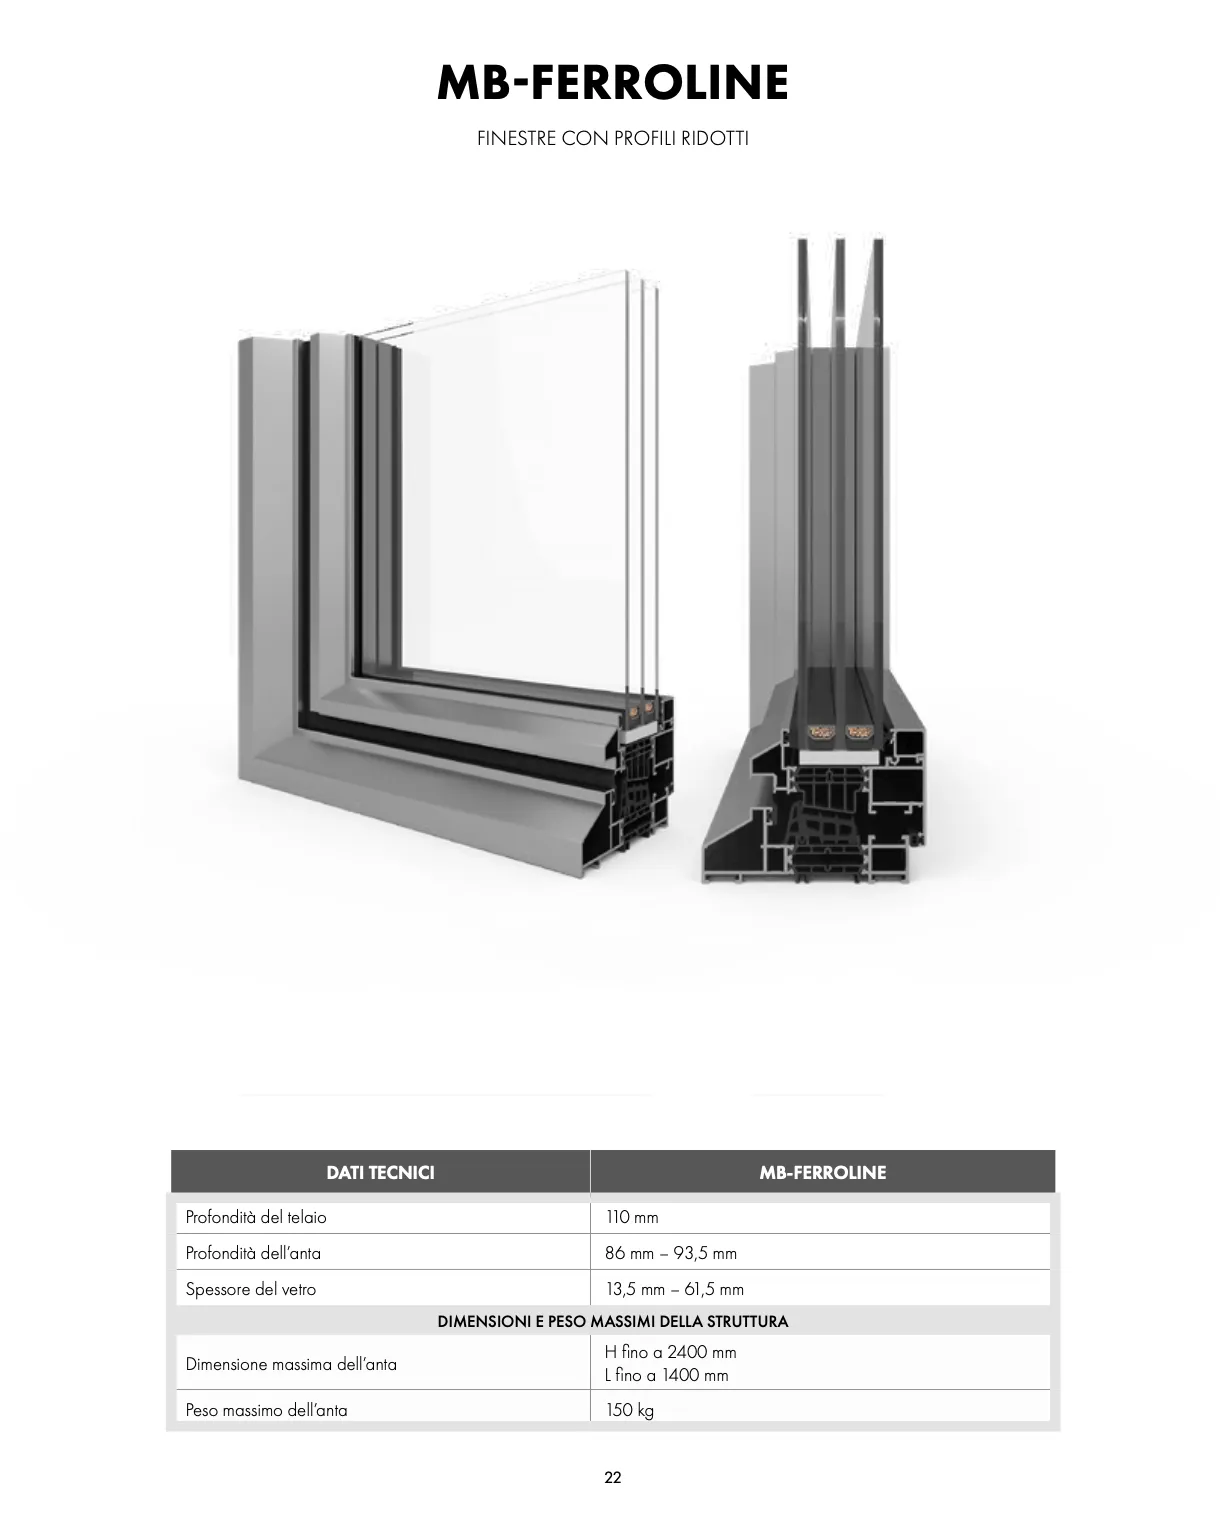 MB-FERROLINE
FINESTRE CON PROFILI RIDOTTI
DATI TECNICI MB-FERROLINE
Profondità del telaio 110 mm
Profondità dell'anta 86 mm – 93,5 mm
Spessore del vetro 13,5 mm – 61,5 mm
DIMENSIONI E PESO MASSIMI DELLA STRUTTURA
Dimensione massima dell'anta H fino a 2400 mm
L fino a 1400 mm
Peso massimo dell'anta 150 kg
22